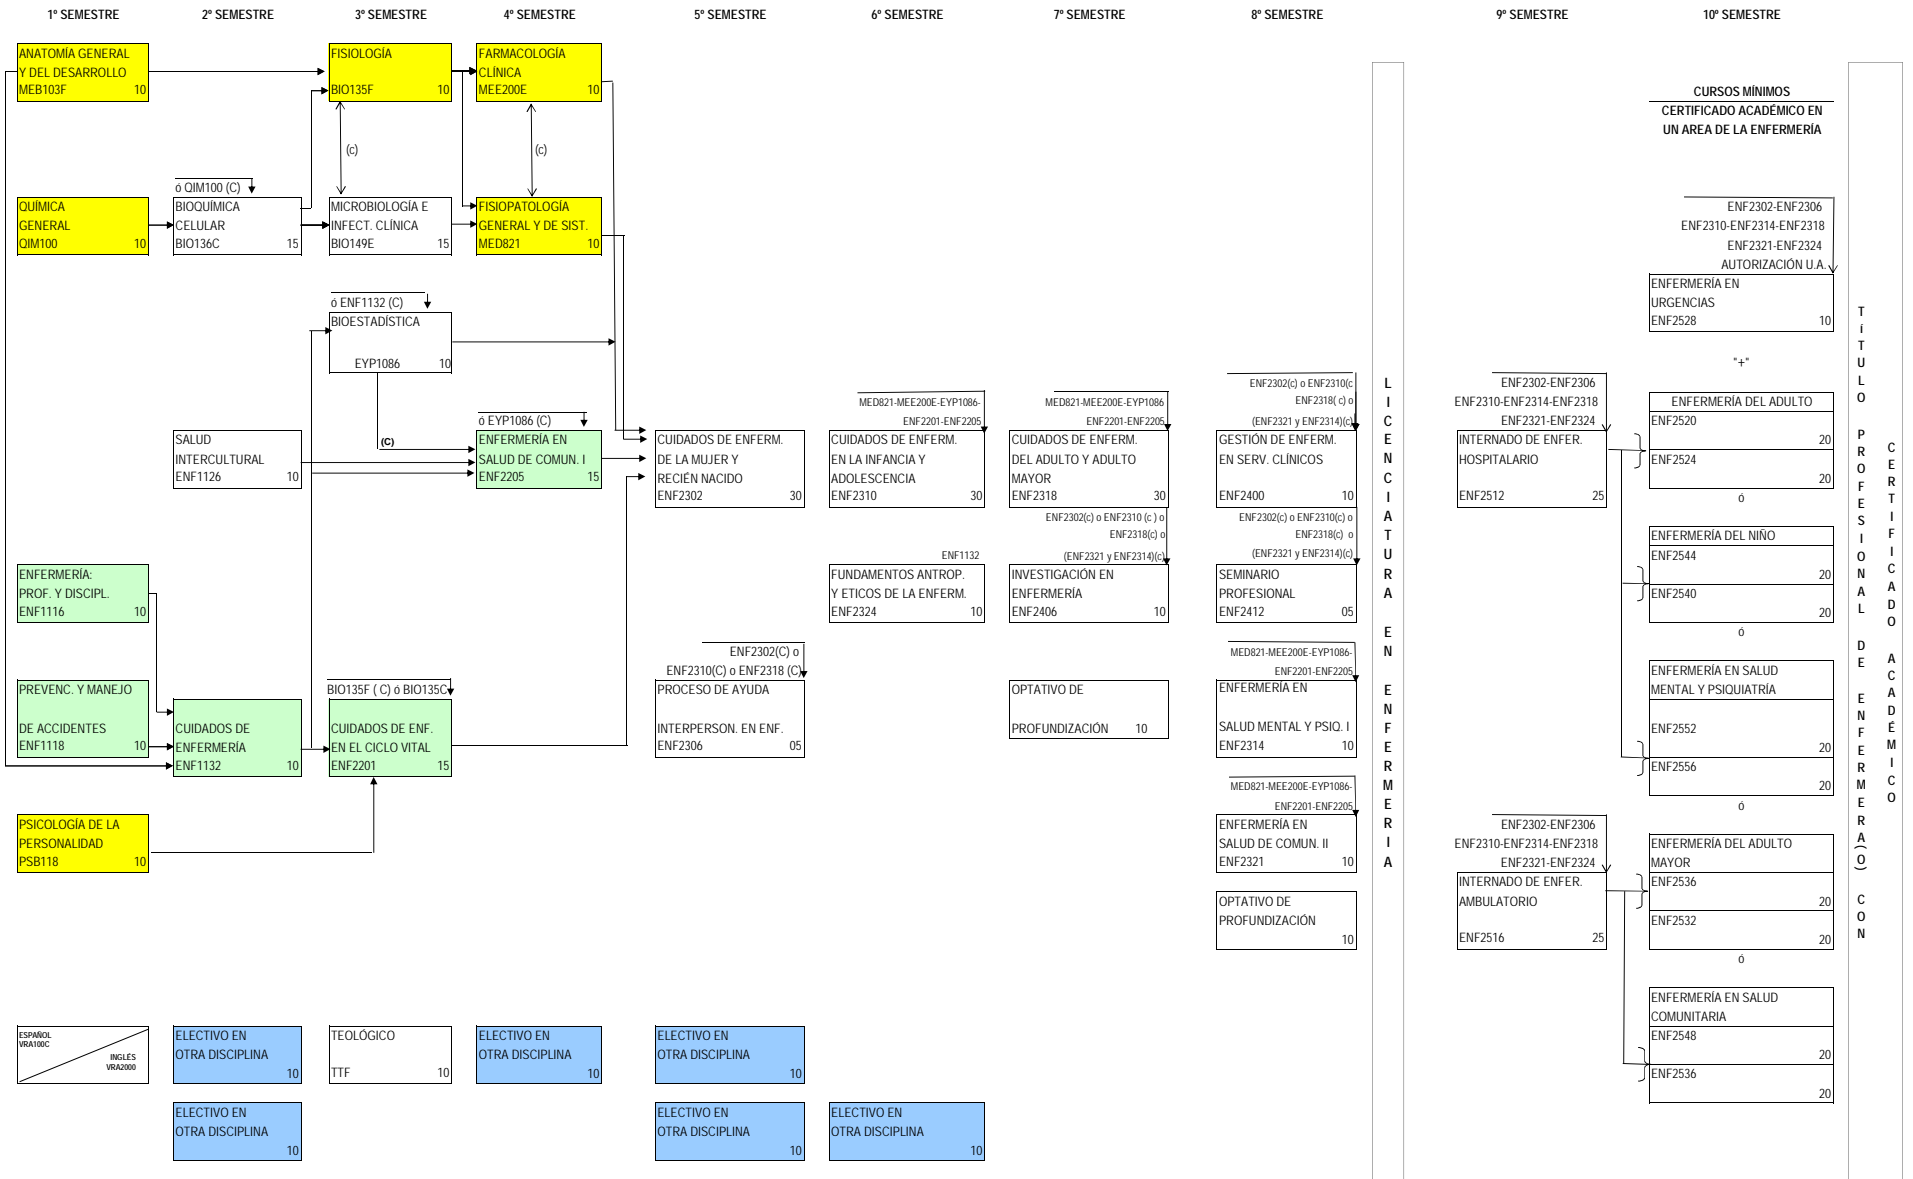 1º SEMESTRE
2º SEMESTRE
3º SEMESTRE
4º SEMESTRE
5º SEMESTRE
6º SEMESTRE
7º SEMESTRE
8º SEMESTRE
9º SEMESTRE
10º SEMESTRE
ANATOMÍA GENERAL
Y DEL DESARROLLO
MEB103F 10
QUÍMICA
GENERAL
QIM100 10
ENFERMERÍA:
PROF. Y DISCIPL.
ENF1116 10
PREVENC. Y MANEJO
DE ACCIDENTES
ENF1118 10
PSICOLOGÍA DE LA
PERSONALIDAD
PSB118 10
ESPAÑOL
VRA100C
INGLÉS
VRA2000
ó QIM100 (C)
BIOQUÍMICA
CELULAR
BIO136C 15
SALUD
INTERCULTURAL
ENF1126 10
CUIDADOS DE
ENFERMERÍA
ENF1132 10
ELECTIVO EN
OTRA DISCIPLINA
10
ELECTIVO EN
OTRA DISCIPLINA
10
FISIOLOGÍA
BIO135F 10
(c)
MICROBIOLOGÍA E
INFECT. CLÍNICA
BIO149E 15
ó ENF1132 (C)
BIOESTADÍSTICA
EYP1086 10
(C)
BIO135F ( C) ó BIO135C
CUIDADOS DE ENF.
EN EL CICLO VITAL
ENF2201 15
TEOLÓGICO
TTF 10
FARMACOLOGÍA
CLÍNICA
MEE200E 10
(c)
FISIOPATOLOGÍA
GENERAL Y DE SIST.
MED821 10
ó EYP1086 (C)
ENFERMERÍA EN
SALUD DE COMUN. I
ENF2205 15
ELECTIVO EN
OTRA DISCIPLINA
10
CUIDADOS DE ENFERM.
DE LA MUJER Y
RECIÉN NACIDO
ENF2302 30
ENF2302(C) o
ENF2310(C) o ENF2318 (C)
PROCESO DE AYUDA
INTERPERSON. EN ENF.
ENF2306 05
ELECTIVO EN
OTRA DISCIPLINA
10
ELECTIVO EN
OTRA DISCIPLINA
10
MED821-MEE200E-EYP1086-
ENF2201-ENF2205
CUIDADOS DE ENFERM.
EN LA INFANCIA Y
ADOLESCENCIA
ENF2310 30
ENF1132
FUNDAMENTOS ANTROP.
Y ETICOS DE LA ENFERM.
ENF2324 10
ELECTIVO EN
OTRA DISCIPLINA
10
MED821-MEE200E-EYP1086
ENF2201-ENF2205
CUIDADOS DE ENFERM.
DEL ADULTO Y ADULTO
MAYOR
ENF2318 30
ENF2302(c) o ENF2310 (c ) o
ENF2318(c) o
(ENF2321 y ENF2314)(c)
INVESTIGACIÓN EN
ENFERMERÍA
ENF2406 10
OPTATIVO DE
PROFUNDIZACIÓN 10
ENF2302(c) o ENF2310(c
ENF2318( c) o
(ENF2321 y ENF2314)(c)
GESTIÓN DE ENFERM.
EN SERV. CLÍNICOS
ENF2400 10
ENF2302(c) o ENF2310(c) o
ENF2318(c) o
(ENF2321 y ENF2314)(c)
SEMINARIO
PROFESIONAL
ENF2412 05
MED821-MEE200E-EYP1086-
ENF2201-ENF2205
ENFERMERÍA EN
SALUD MENTAL Y PSIQ. I
ENF2314 10
MED821-MEE200E-EYP1086-
ENF2201-ENF2205
ENFERMERÍA EN
SALUD DE COMUN. II
ENF2321 10
OPTATIVO DE
PROFUNDIZACIÓN
10
LICENCIATURA EN ENFERMERIA
ENF2302-ENF2306
ENF2310-ENF2314-ENF2318
ENF2321-ENF2324
INTERNADO DE ENFER.
HOSPITALARIO
ENF2512 25
ENF2302-ENF2306
ENF2310-ENF2314-ENF2318
ENF2321-ENF2324
INTERNADO DE ENFER.
AMBULATORIO
ENF2516 25
CURSOS MÍNIMOS
CERTIFICADO ACADÉMICO EN
UN AREA DE LA ENFERMERÍA
ENF2302-ENF2306
ENF2310-ENF2314-ENF2318
ENF2321-ENF2324
AUTORIZACIÓN U.A.
ENFERMERÍA EN
URGENCIAS
ENF2528 10
"+"
ENFERMERÍA DEL ADULTO
ENF2520
20
ENF2524
20
ó
ENFERMERÍA DEL NIÑO
ENF2544
20
ENF2540
20
ó
ENFERMERÍA EN SALUD
MENTAL Y PSIQUIATRÍA
ENF2552
20
ENF2556
20
ó
ENFERMERÍA DEL ADULTO
MAYOR
ENF2536
20
ENF2532
20
ó
ENFERMERÍA EN SALUD
COMUNITARIA
ENF2548
20
ENF2536
20
TíTULO PROFESIONAL DE ENFERMERA(O) CON
CERTIFICADO ACADÉMICO